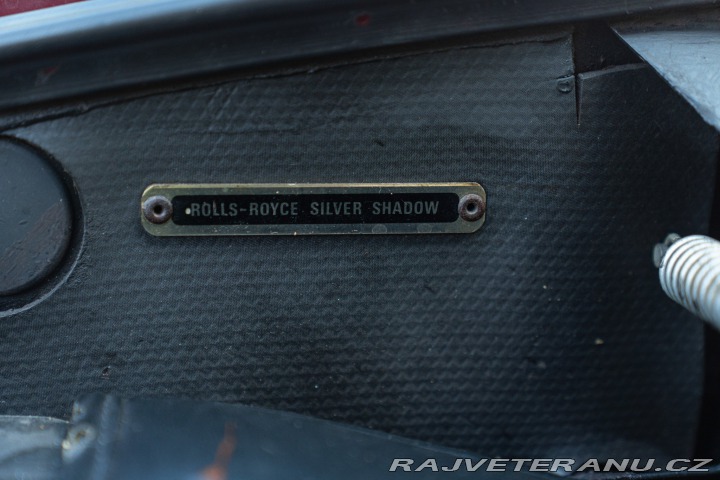 ROLLS-ROYCE SILVER SHADOW
RAJVETERANU.CZ